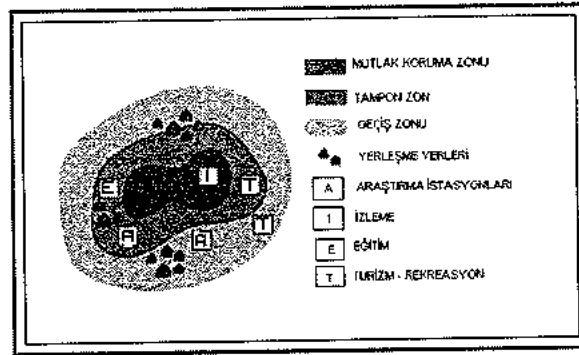 MUTLAK KORUMA ZONU
TAMPON ZON
GEÇİŞ ZONU
YERLEŞME YERLERİ
A ARAŞTIRMA İSTASYONLARI
I İZLEME
E EĞİTİM
T TURİZM - REKREASYON
I
E
T
A
A
T